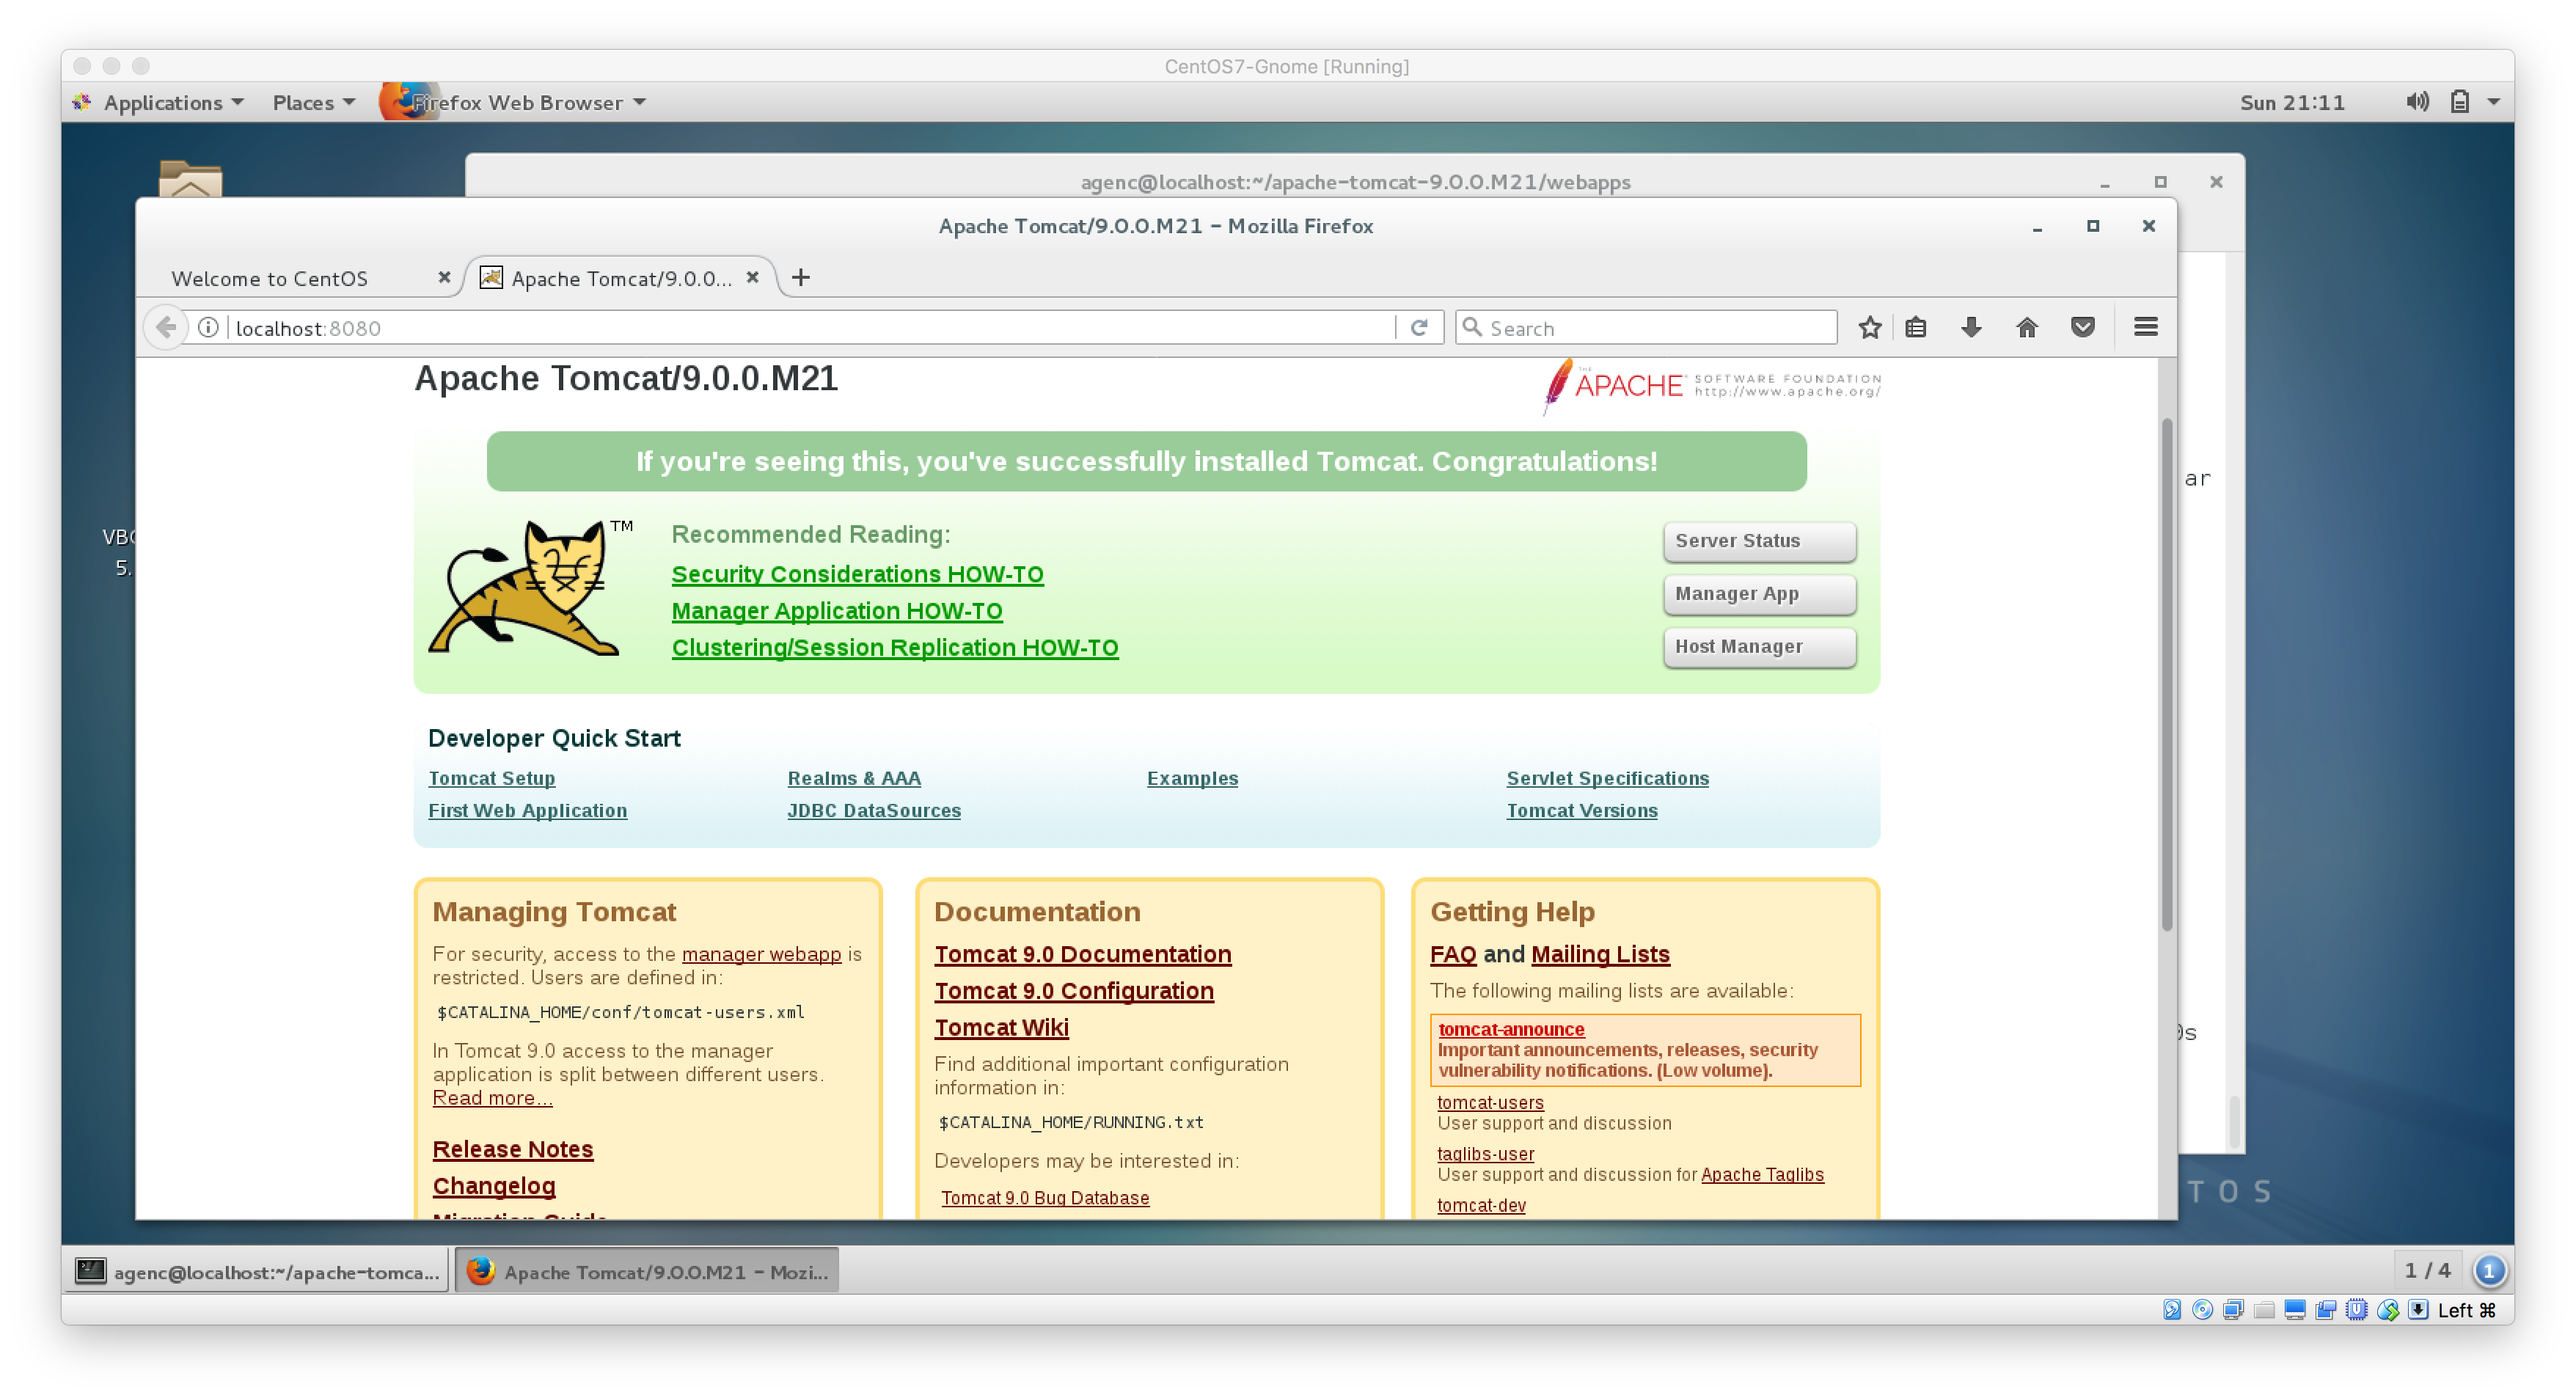 CentOS7-Gnome [Running]
Applications Places Firefox Web Browser Sun 21:11
agenc@localhost:~/apache-tomcat-9.0.0.M21/webapps
Apache Tomcat/9.0.0.M21 - Mozilla Firefox
Welcome to CentOS Apache Tomcat/9.0.0...
localhost:8080 Search
Apache Tomcat/9.0.0.M21
THE APACHE SOFTWARE FOUNDATION
http://www.apache.org/
If you're seeing this, you've successfully installed Tomcat. Congratulations!
ar
TM
Recommended Reading:
Security Considerations HOW-TO
Manager Application HOW-TO
Clustering/Session Replication HOW-TO
Server Status
Manager App
Host Manager
5.
Developer Quick Start
Tomcat Setup Realms & AAA Examples Servlet Specifications
First Web Application JDBC DataSources Tomcat Versions
Managing Tomcat
For security, access to the manager webapp is
restricted. Users are defined in:
$CATALINA_HOME/conf/tomcat-users.xml
In Tomcat 9.0 access to the manager
application is split between different users.
Read more...
Release Notes
Changelog
Migration Guide
Documentation
Tomcat 9.0 Documentation
Tomcat 9.0 Configuration
Tomcat Wiki
Find additional important configuration
information in:
$CATALINA_HOME/RUNNING.txt
Developers may be interested in:
Tomcat 9.0 Bug Database
Getting Help
FAQ and Mailing Lists
The following mailing lists are available:
tomcat-announce
Important announcements, releases, security
vulnerability notifications. (Low volume).
tomcat-users
User support and discussion
taglibs-user
User support and discussion for Apache Taglibs
tomcat-dev
TOS
agenc@localhost:~/apache-tomca... Apache Tomcat/9.0.0.M21 - Mozi... 1 / 4 1
Left ⌘